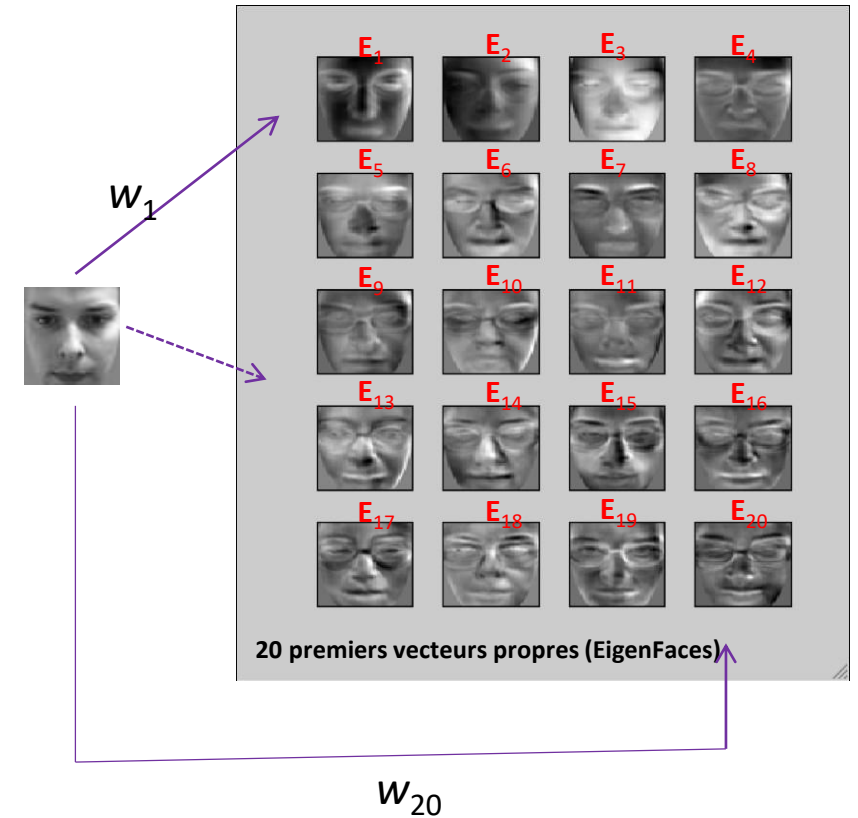 E₁ E₂ E₃ E₄
w₁
E₅ E₆ E₇ E₈
E₉ E₁₀ E₁₁ E₁₂
E₁₃ E₁₄ E₁₅ E₁₆
E₁₇ E₁₈ E₁₉ E₂₀
20 premiers vecteurs propres (EigenFaces)
w₂₀